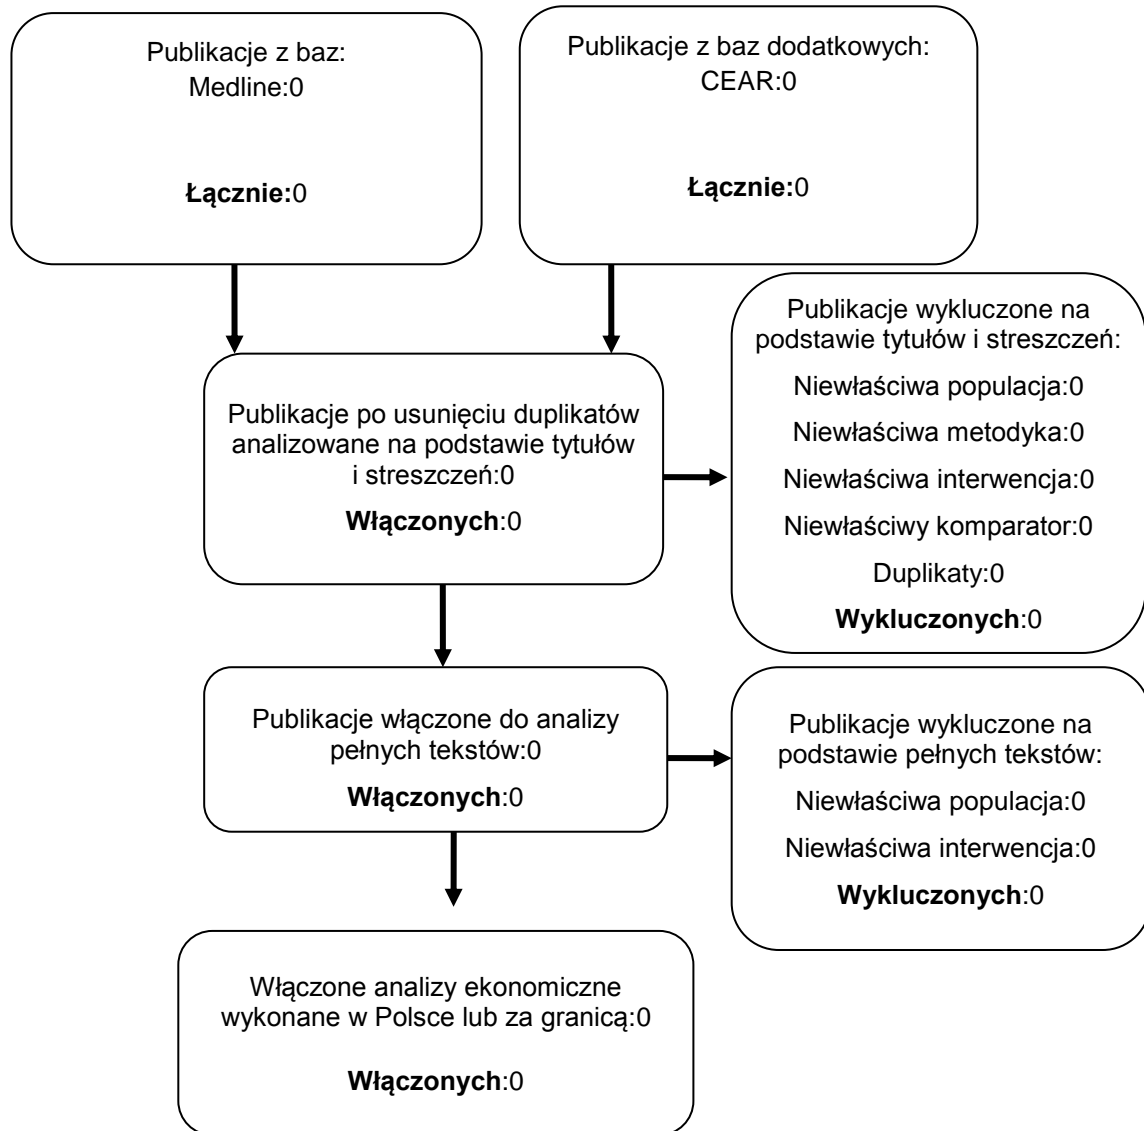 Publikacje z baz:
Medline:0
Łącznie:0
Publikacje z baz dodatkowych:
CEAR:0
Łącznie:0
Publikacje po usunięciu duplikatów
analizowane na podstawie tytułów
i streszczeń:0
Włączonych:0
Publikacje wykluczone na
podstawie tytułów i streszczeń:
Niewłaściwa populacja:0
Niewłaściwa metodyka:0
Niewłaściwa interwencja:0
Niewłaściwy komparator:0
Duplikaty:0
Wykluczonych:0
Publikacje włączone do analizy
pełnych tekstów:0
Włączonych:0
Publikacje wykluczone na
podstawie pełnych tekstów:
Niewłaściwa populacja:0
Niewłaściwa interwencja:0
Wykluczonych:0
Włączone analizy ekonomiczne
wykonane w Polsce lub za granicą:0
Włączonych:0